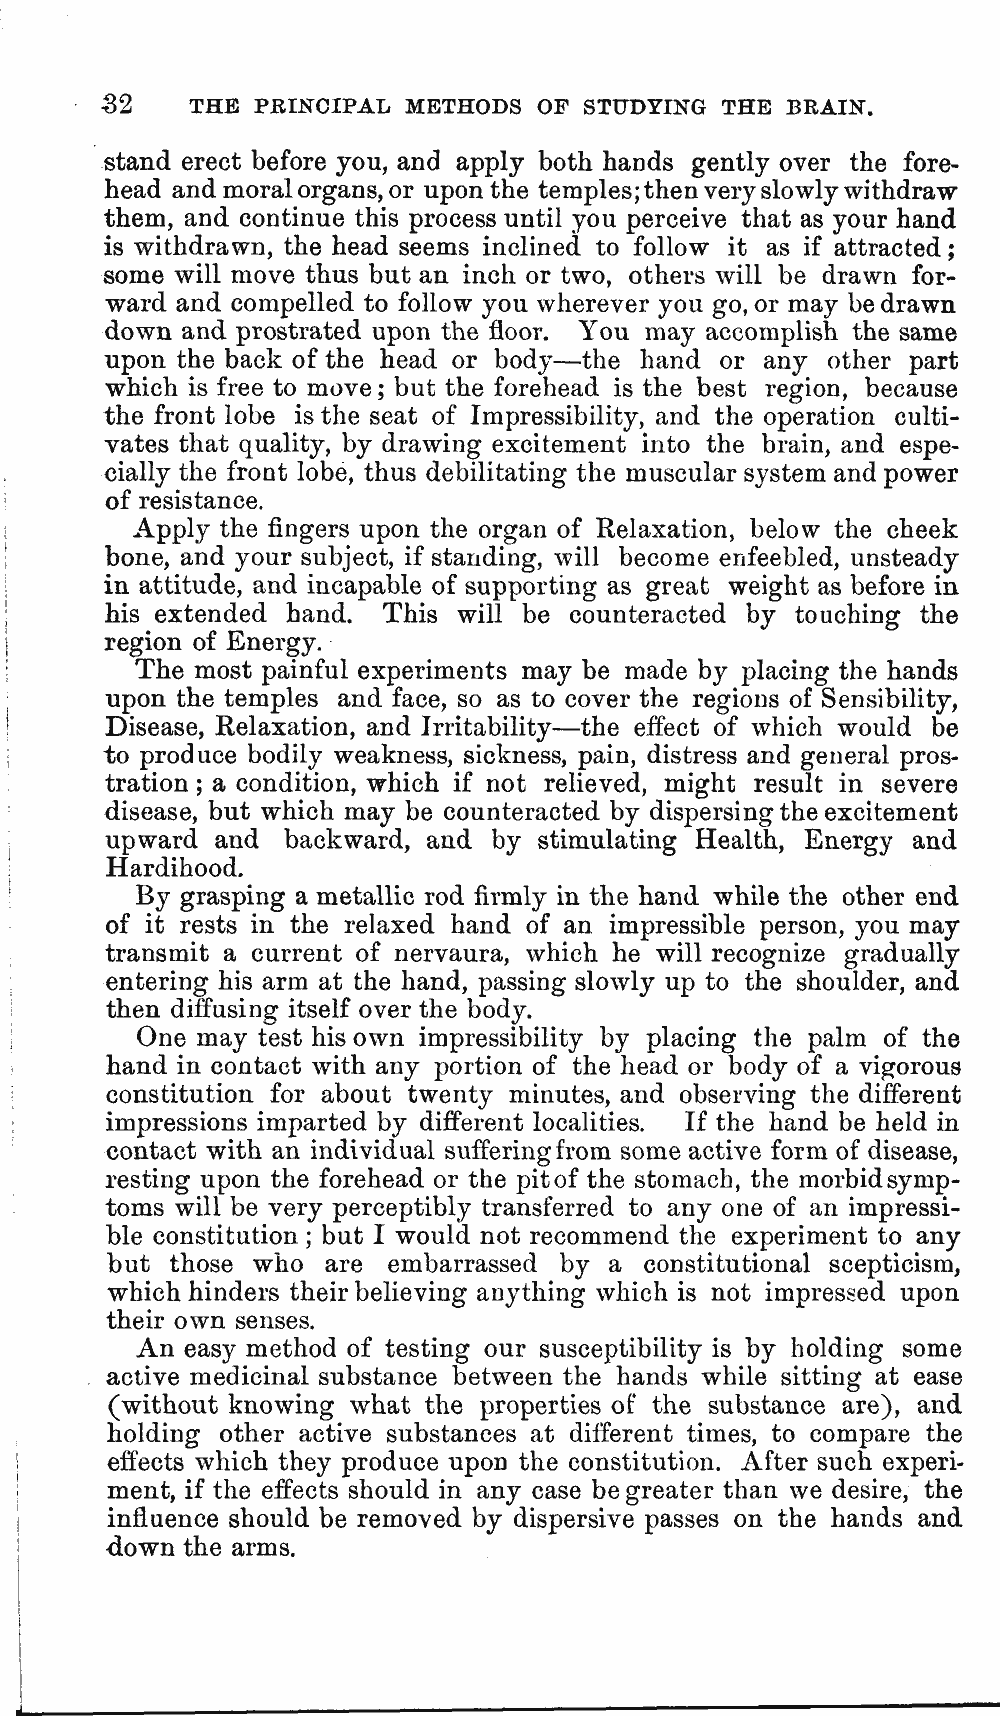 32 THE PRINCIPAL METHODS OF STUDYING THE BRAIN.
stand erect before you, and apply both hands gently over the fore-
head and moral organs, or upon the temples; then very slowly withdraw
them, and continue this process until you perceive that as your hand
is withdrawn, the head seems inclined to follow it as if attracted;
some will move thus but an inch or two, others will be drawn for-
ward and compelled to follow you wherever you go, or may be drawn
down and prostrated upon the floor. You may accomplish the same
upon the back of the head or body—the hand or any other part
which is free to move; but the forehead is the best region, because
the front lobe is the seat of Impressibility, and the operation culti-
vates that quality, by drawing excitement into the brain, and espe-
cially the front lobe, thus debilitating the muscular system and power
of resistance.
Apply the fingers upon the organ of Relaxation, below the cheek
bone, and your subject, if standing, will become enfeebled, unsteady
in attitude, and incapable of supporting as great weight as before in
his extended hand. This will be counteracted by touching the
region of Energy.
The most painful experiments may be made by placing the hands
upon the temples and face, so as to cover the regions of Sensibility,
Disease, Relaxation, and Irritability—the effect of which would be
to produce bodily weakness, sickness, pain, distress and general pros-
tration; a condition, which if not relieved, might result in severe
disease, but which may be counteracted by dispersing the excitement
upward and backward, and by stimulating Health, Energy and
Hardihood.
By grasping a metallic rod firmly in the hand while the other end
of it rests in the relaxed hand of an impressible person, you may
transmit a current of nervaura, which he will recognize gradually
entering his arm at the hand, passing slowly up to the shoulder, and
then diffusing itself over the body.
One may test his own impressibility by placing the palm of the
hand in contact with any portion of the head or body of a vigorous
constitution for about twenty minutes, and observing the different
impressions imparted by different localities. If the hand be held in
contact with an individual suffering from some active form of disease,
resting upon the forehead or the pit of the stomach, the morbid symp-
toms will be very perceptibly transferred to any one of an impressi-
ble constitution; but I would not recommend the experiment to any
but those who are embarrassed by a constitutional scepticism,
which hinders their believing anything which is not impressed upon
their own senses.
An easy method of testing our susceptibility is by holding some
active medicinal substance between the hands while sitting at ease
(without knowing what the properties of the substance are), and
holding other active substances at different times, to compare the
effects which they produce upon the constitution. After such experi-
ment, if the effects should in any case be greater than we desire, the
influence should be removed by dispersive passes on the hands and
down the arms.